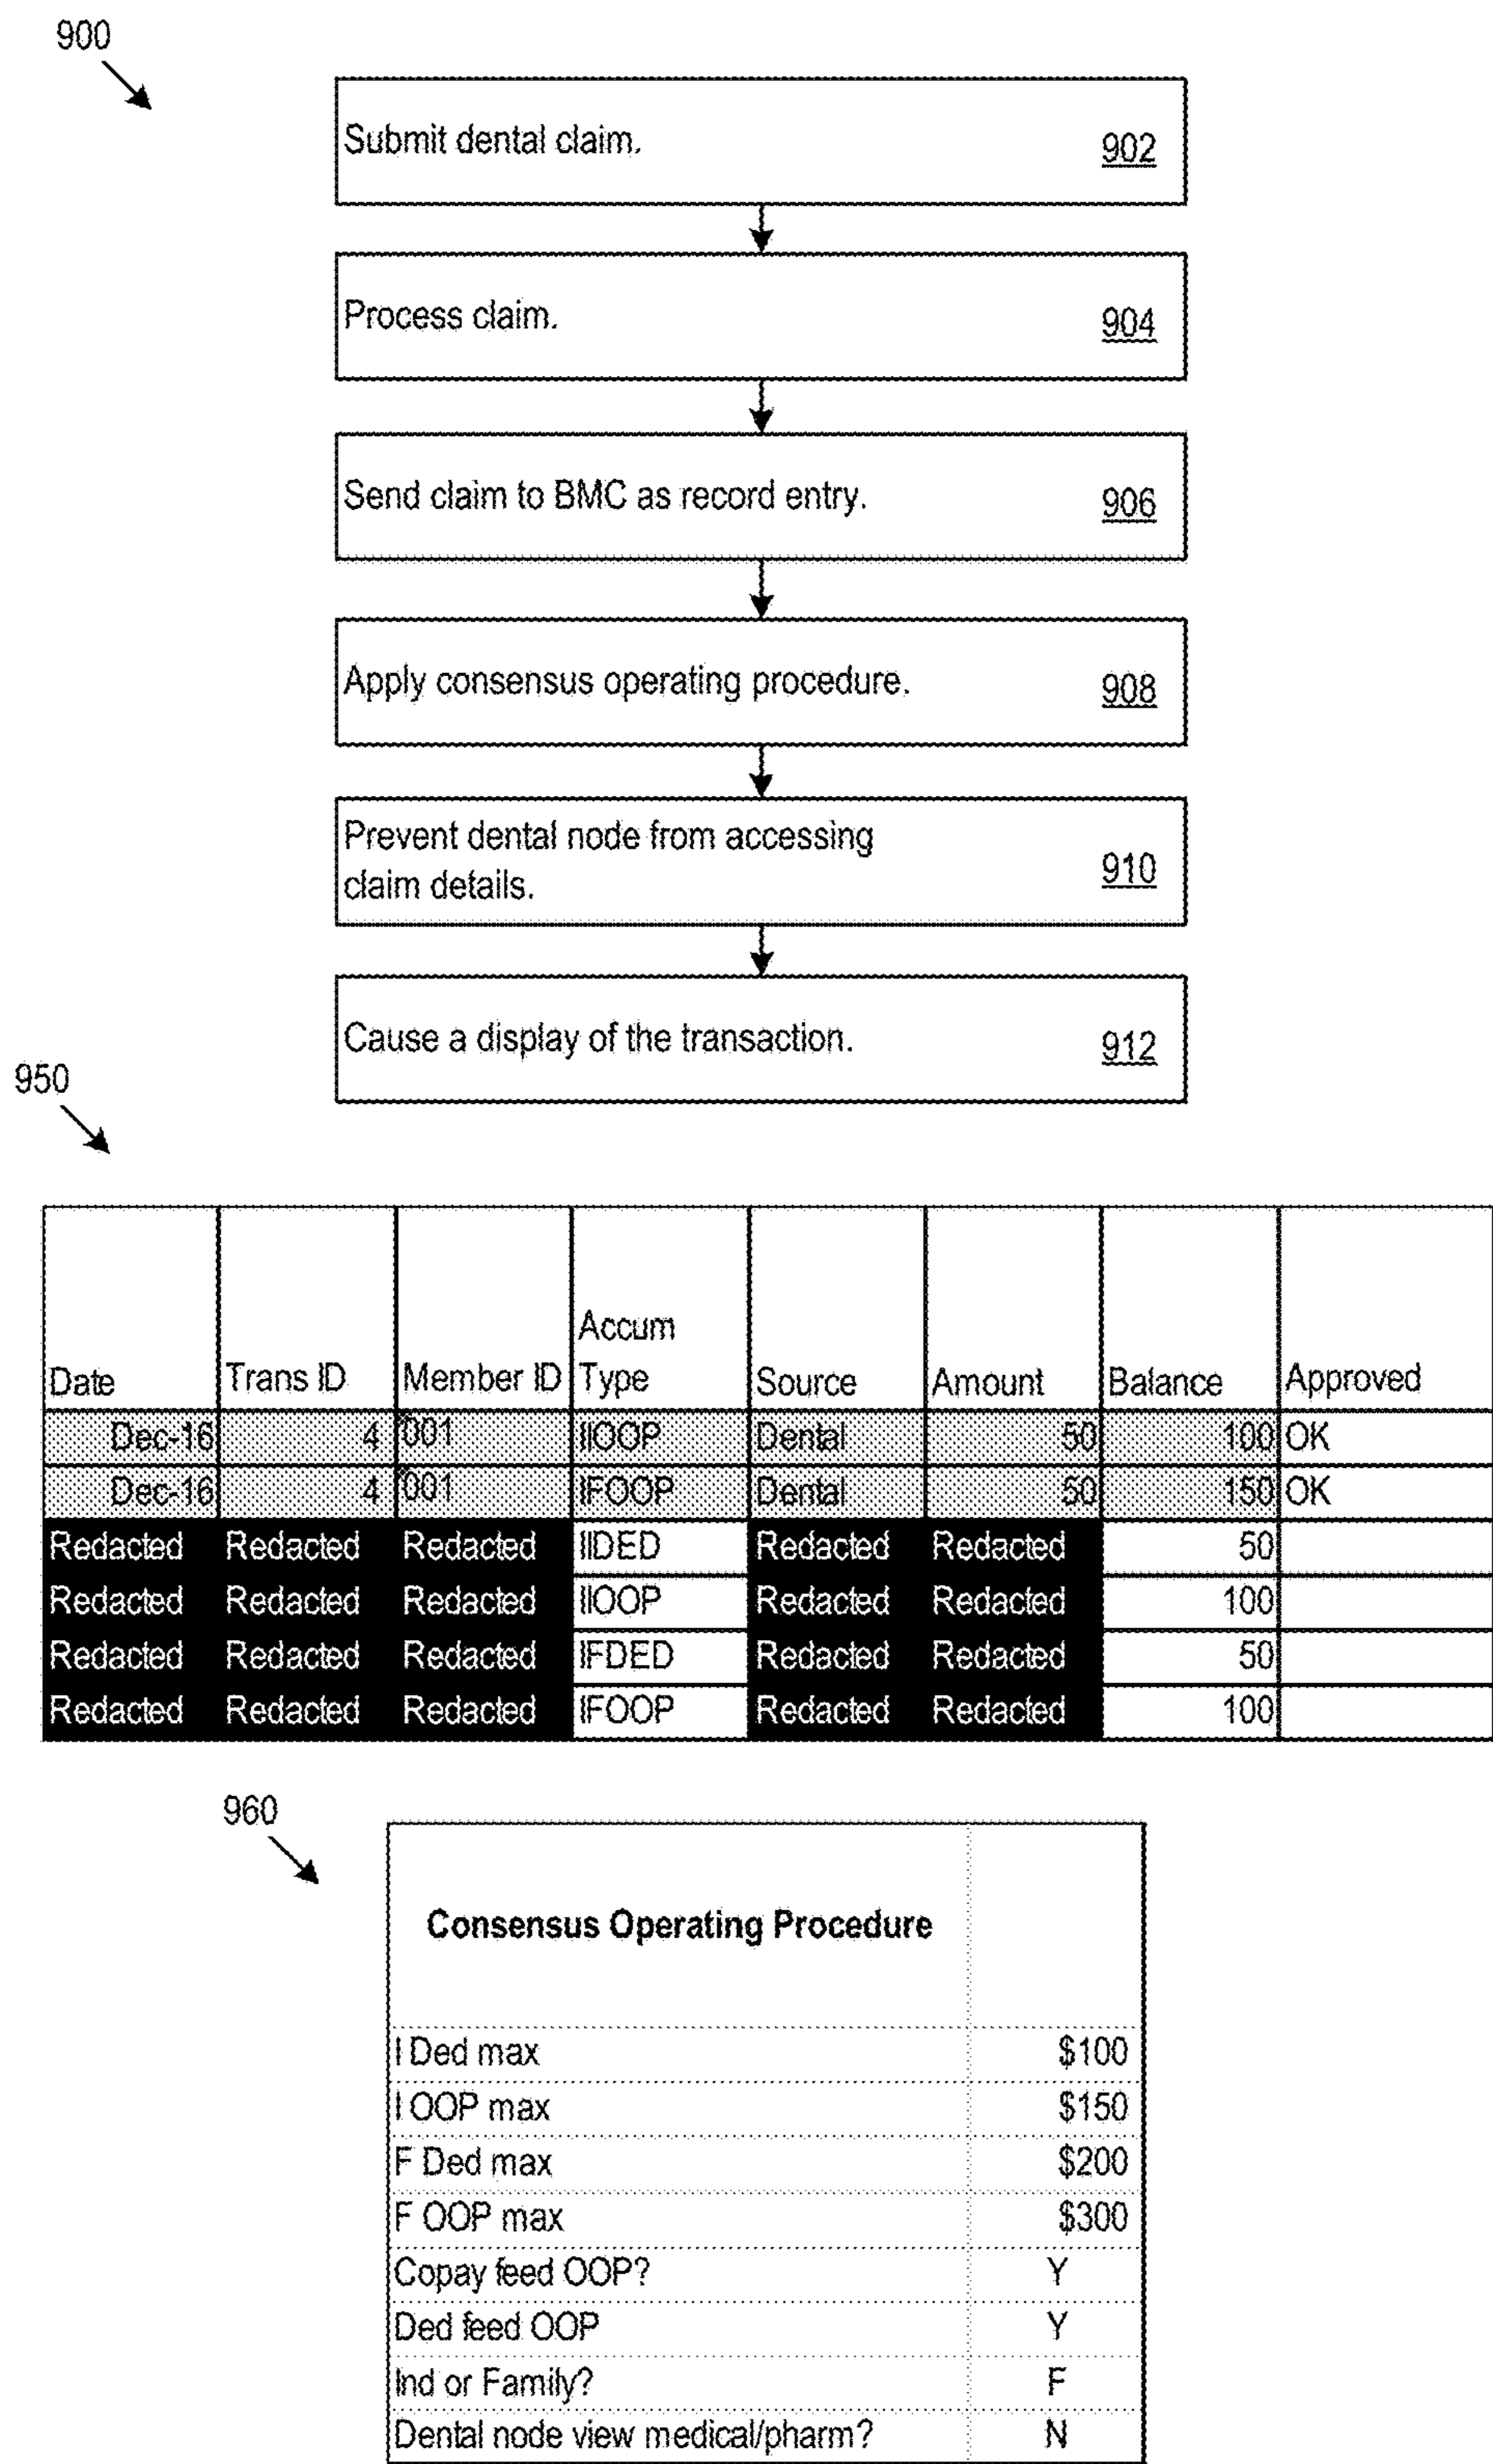 900
Submit dental claim. 902
Process claim. 904
Send claim to BMC as record entry. 906
Apply consensus operating procedure. 908
Prevent dental node from accessing
claim details. 910
Cause a display of the transaction. 912
950
Date Trans ID Member ID Accum Type Source Amount Balance Approved
Dec-16 4 001 IIOOP Dental 50 100 OK
Dec-16 4 001 IFOOP Dental 50 150 OK
Redacted Redacted Redacted IIDED Redacted Redacted 50
Redacted Redacted Redacted IIOOP Redacted Redacted 100
Redacted Redacted Redacted IFDED Redacted Redacted 50
Redacted Redacted Redacted IFOOP Redacted Redacted 100
960
Consensus Operating Procedure
I Ded max $100
I OOP max $150
F Ded max $200
F OOP max $300
Copay feed OOP? Y
Ded feed OOP Y
Ind or Family? F
Dental node view medical/pharm? N